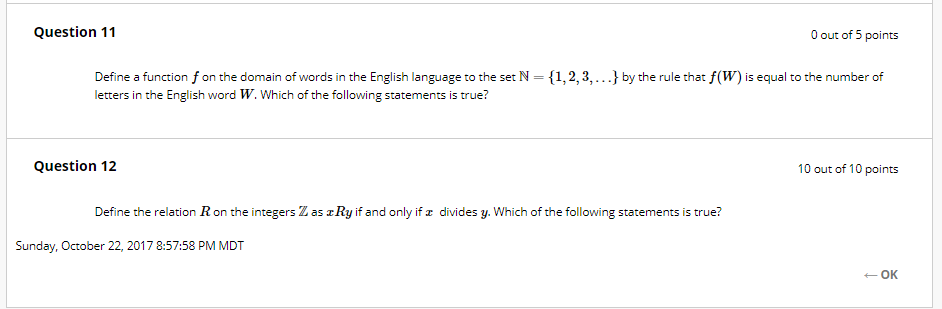 Question 11
0 out of 5 points
Define a function f on the domain of words in the English language to the set ℕ = {1, 2, 3, . . .} by the rule that f(W) is equal to the number of
letters in the English word W. Which of the following statements is true?
Question 12
10 out of 10 points
Define the relation R on the integers ℤ as xRy if and only if x divides y. Which of the following statements is true?
Sunday, October 22, 2017 8:57:58 PM MDT
← OK